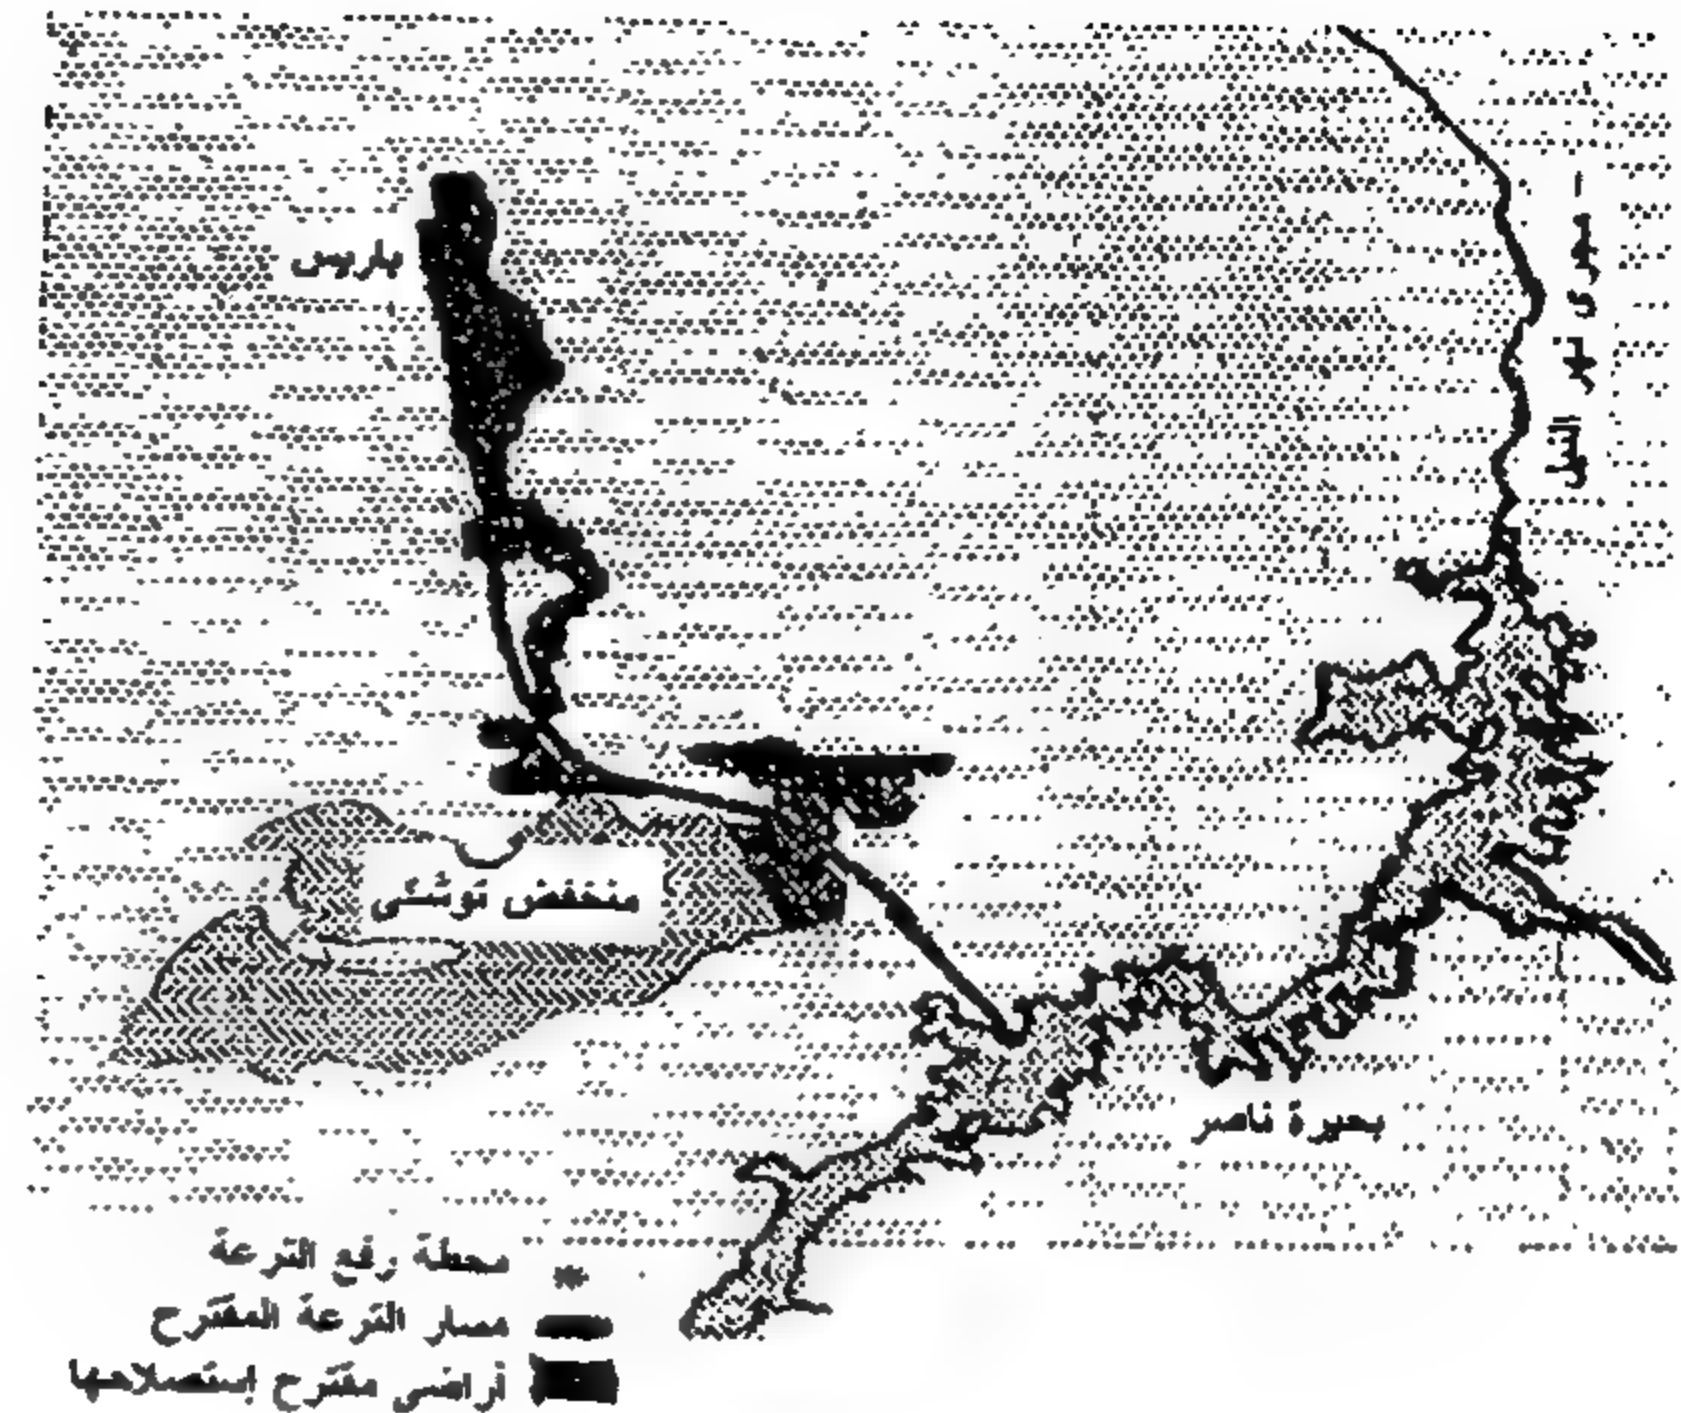 باريس
مجرى نهر النيل
منخفض توشكى
بحيرة ناصر
محطة رفع الترعة
مسار الترعة المقترح
أراضى مقترح إستصلاحها